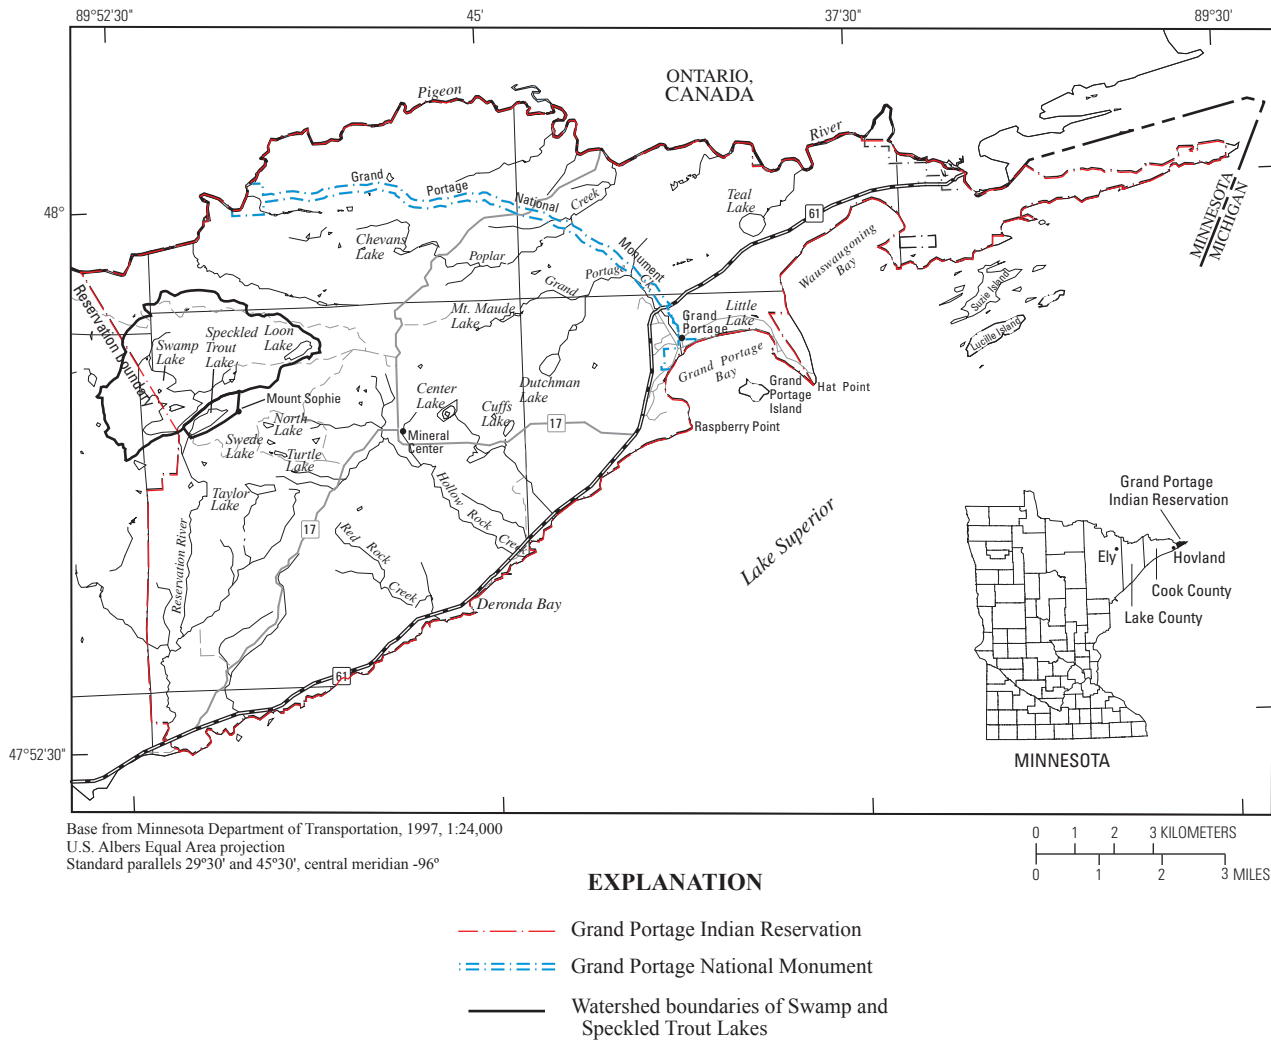 89°52'30"
45'
37'30"
89°30'
ONTARIO,
CANADA
Pigeon
River
Grand
Portage
National
Monument
Creek
Teal
Lake
61
MINNESOTA
MICHIGAN
48°
Chevans
Lake
Poplar
Wauswaugoning
Bay
Grand
Portage
Suzie Island
Lucille Island
Reservation boundary
Mt. Maude
Lake
Little
Lake
Grand
Portage
Speckled
Trout
Lake
Loon
Lake
Swamp
Lake
Grand Portage
Bay
Dutchman
Lake
Grand
Portage
Island
Hat Point
Mount Sophie
Center
Lake
Cuffs
Lake
North
Lake
17
Raspberry Point
Swede
Lake
Mineral
Center
Turtle
Lake
Taylor
Lake
Hollow Rock Creek
17
Red Rock
Creek
Reservation River
Lake Superior
Deronda Bay
61
Grand Portage
Indian Reservation
Ely
Hovland
Cook County
Lake County
MINNESOTA
47°52'30"
Base from Minnesota Department of Transportation, 1997, 1:24,000
U.S. Albers Equal Area projection
Standard parallels 29º30' and 45º30', central meridian -96º
0 1 2 3 KILOMETERS
0 1 2 3 MILES
EXPLANATION
Grand Portage Indian Reservation
Grand Portage National Monument
Watershed boundaries of Swamp and
Speckled Trout Lakes